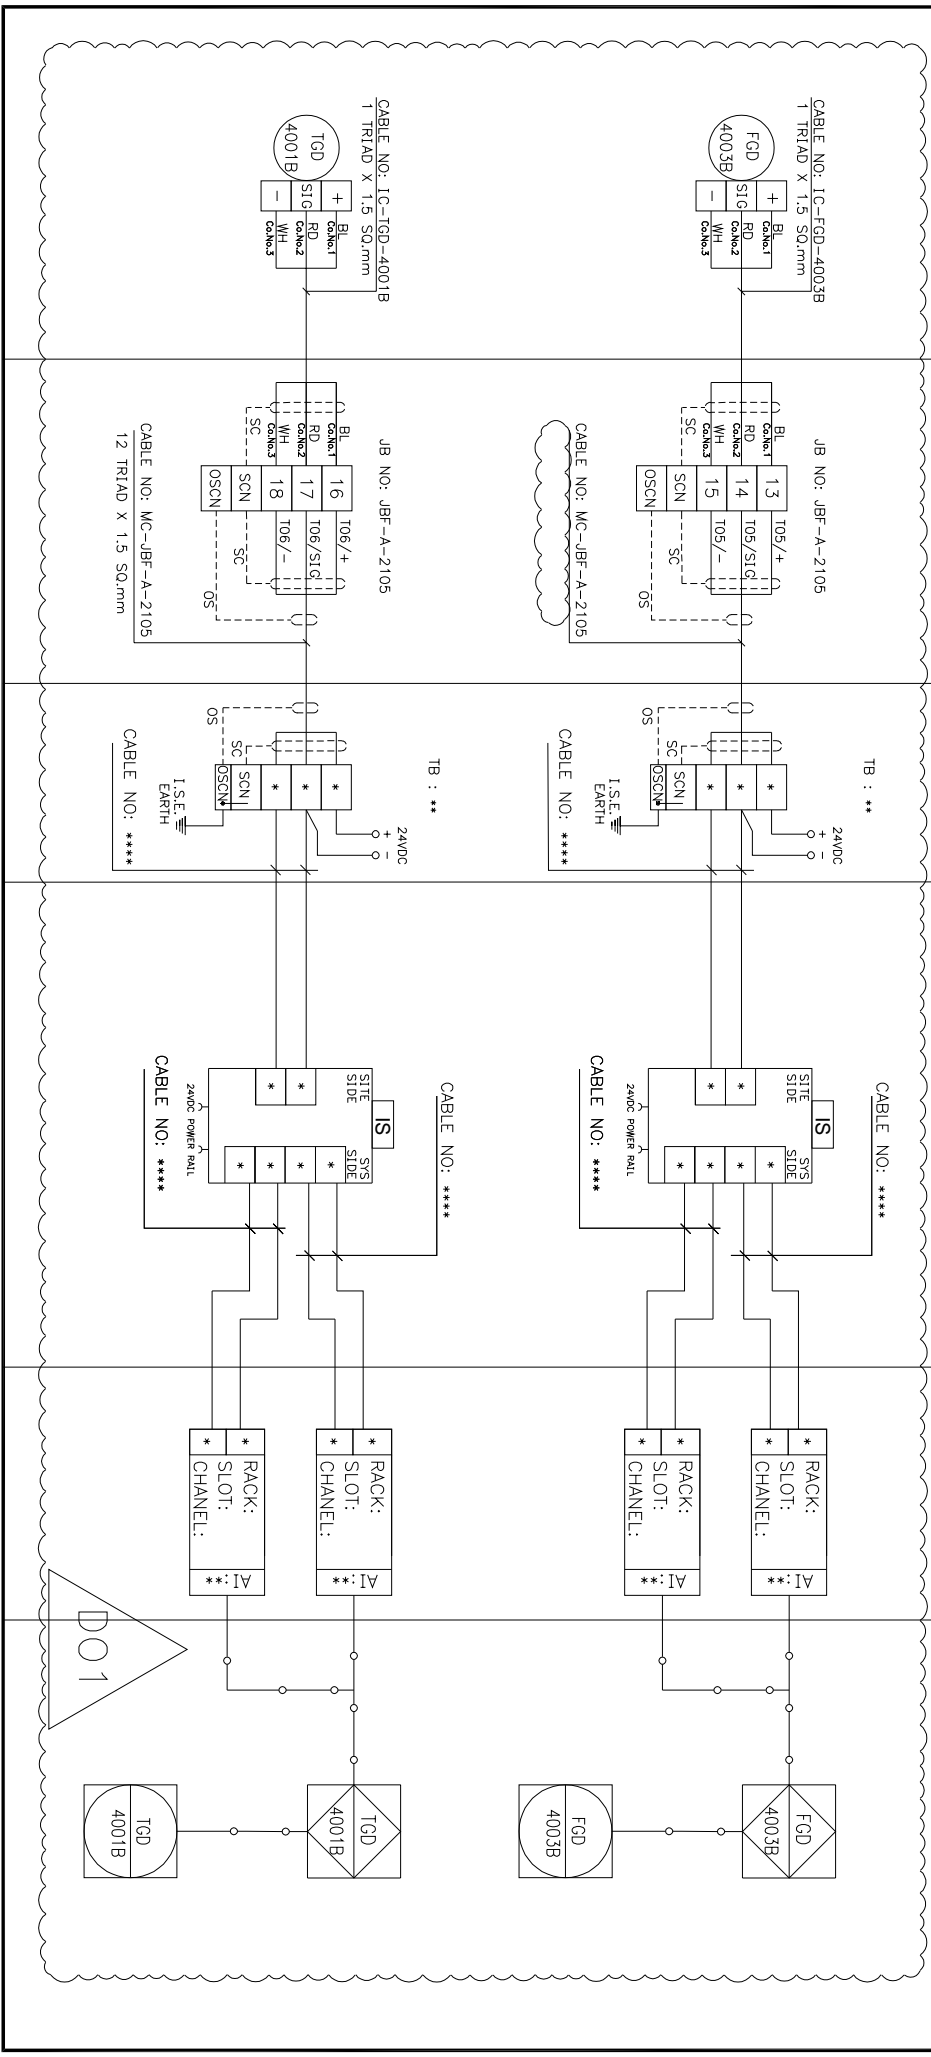 CABLE NO: IC-FGD-4003B
1 TRIAD X 1.5 SQ.mm
FGD
4003B
+
SIG
-
BL
Co.No.1
RD
Co.No.2
WH
Co.No.3
JB NO: JBF-A-2105
BL
Co.No.1
RD
Co.No.2
WH
Co.No.3
SC
13
14
15
SCN
OSCN
T05/+
T05/SIG
T05/-
SC
OS
CABLE NO: MC-JBF-A-2105
TB : **
OS
SC
*
*
*
SCN
OSCN
24VDC
+ -
I.S.E.
EARTH
CABLE NO: ****
SITE
SIDE
*
*
IS
SYS
SIDE
*
*
*
*
24VDC POWER RAIL
CABLE NO: ****
CABLE NO: ****
*
*
RACK:
SLOT:
CHANEL:
AI:**
*
*
RACK:
SLOT:
CHANEL:
AI:**
FGD
4003B
FGD
4003B
CABLE NO: IC-TGD-4001B
1 TRIAD X 1.5 SQ.mm
TGD
4001B
+
SIG
-
BL
Co.No.1
RD
Co.No.2
WH
Co.No.3
JB NO: JBF-A-2105
BL
Co.No.1
RD
Co.No.2
WH
Co.No.3
SC
16
17
18
SCN
OSCN
T06/+
T06/SIG
T06/-
SC
OS
CABLE NO: MC-JBF-A-2105
12 TRIAD X 1.5 SQ.mm
TB : **
OS
SC
*
*
*
SCN
OSCN
24VDC
+ -
I.S.E.
EARTH
CABLE NO: ****
SITE
SIDE
*
*
IS
SYS
SIDE
*
*
*
*
24VDC POWER RAIL
CABLE NO: ****
CABLE NO: ****
*
*
RACK:
SLOT:
CHANEL:
AI:**
*
*
RACK:
SLOT:
CHANEL:
AI:**
TGD
4001B
TGD
4001B
D01